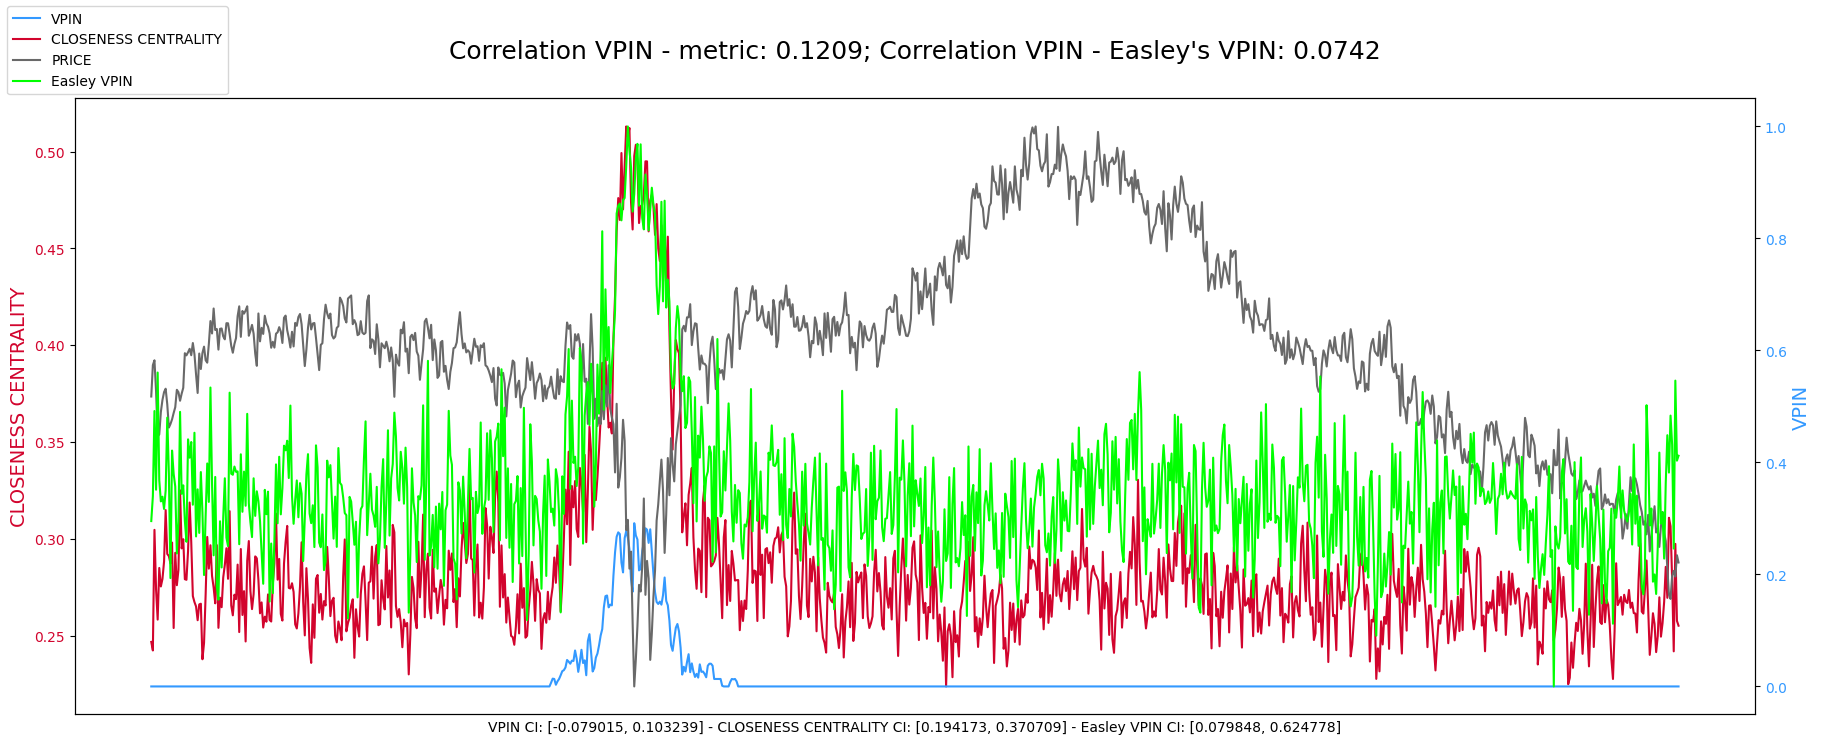 VPIN
CLOSENESS CENTRALITY
PRICE
Easley VPIN
Correlation VPIN - metric: 0.1209; Correlation VPIN - Easley's VPIN: 0.0742
CLOSENESS CENTRALITY
0.50
0.45
0.40
0.35
0.30
0.25
1.0
0.8
0.6
0.4
0.2
0.0
VPIN
VPIN CI: [-0.079015, 0.103239] - CLOSENESS CENTRALITY CI: [0.194173, 0.370709] - Easley VPIN CI: [0.079848, 0.624778]